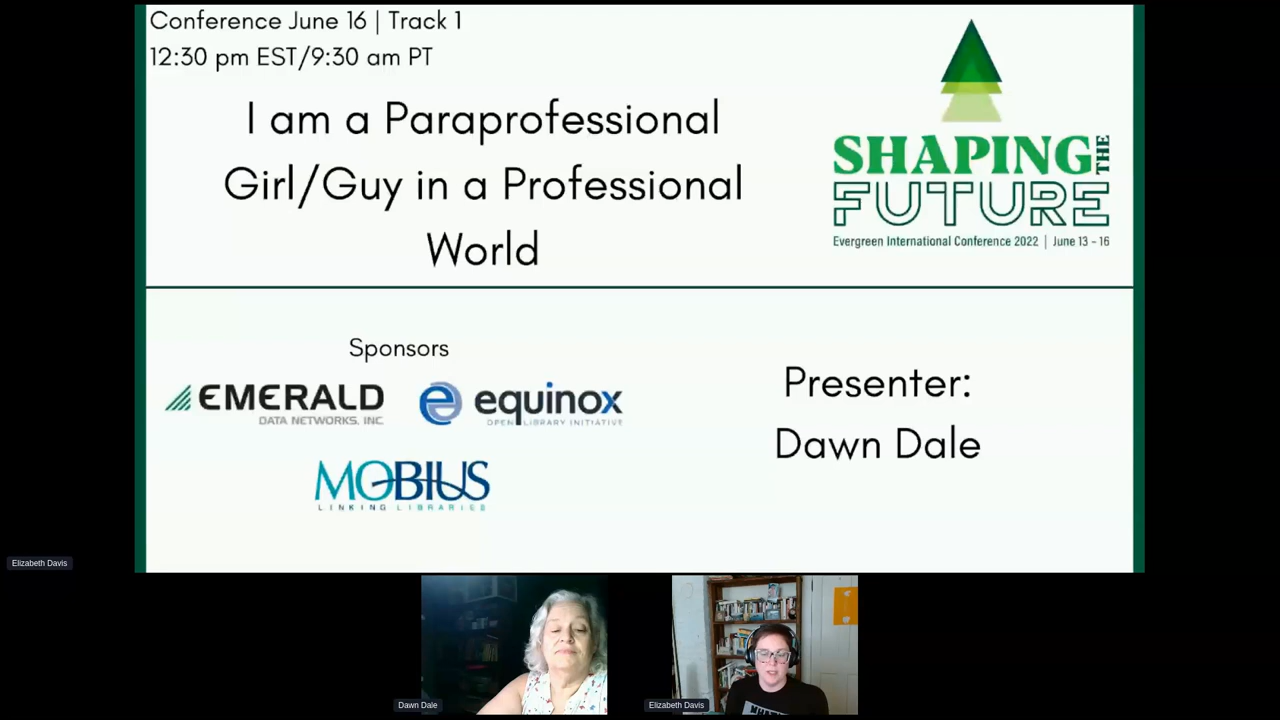 Conference June 16 | Track 1
12:30 pm EST/9:30 am PT
I am a Paraprofessional
Girl/Guy in a Professional
World
SHAPING THE
FUTURE
Evergreen International Conference 2022 | June 13 - 16
Sponsors
EMERALD
DATA NETWORKS, INC
equinox
OPEN LIBRARY INITIATIVE
MOBIUS
LINKING LIBRARIES
Presenter:
Dawn Dale
Elizabeth Davis
Dawn Dale
Elizabeth Davis